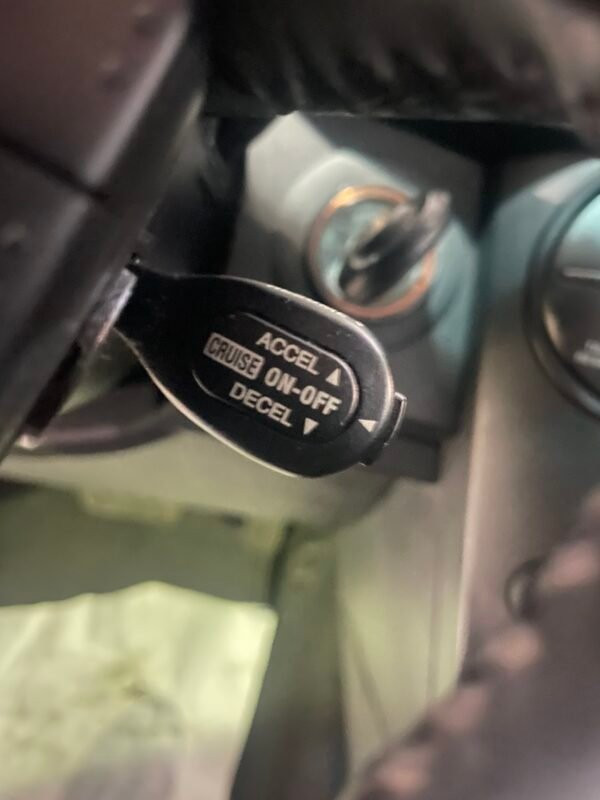 ACCEL ▲
CRUISE ON-OFF
DECEL ▼